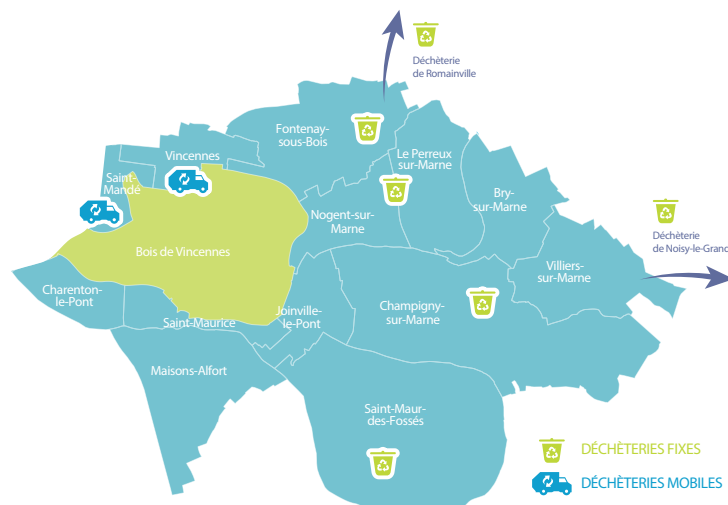 Déchèterie
de Romainville
Fontenay-
sous-Bois
Vincennes
Le Perreux
sur-Marne
Saint-
Mandé
Bry-
sur-Marne
Nogent-sur-
Marne
Déchèterie
de Noisy-le-Grand
Bois de Vincennes
Villiers-
sur-Marne
Charenton-
le-Pont
Saint-Maurice
Joinville-
le-Pont
Champigny-
sur-Marne
Maisons-Alfort
Saint-Maur-
des-Fossés
DÉCHÈTERIES FIXES
DÉCHÈTERIES MOBILES